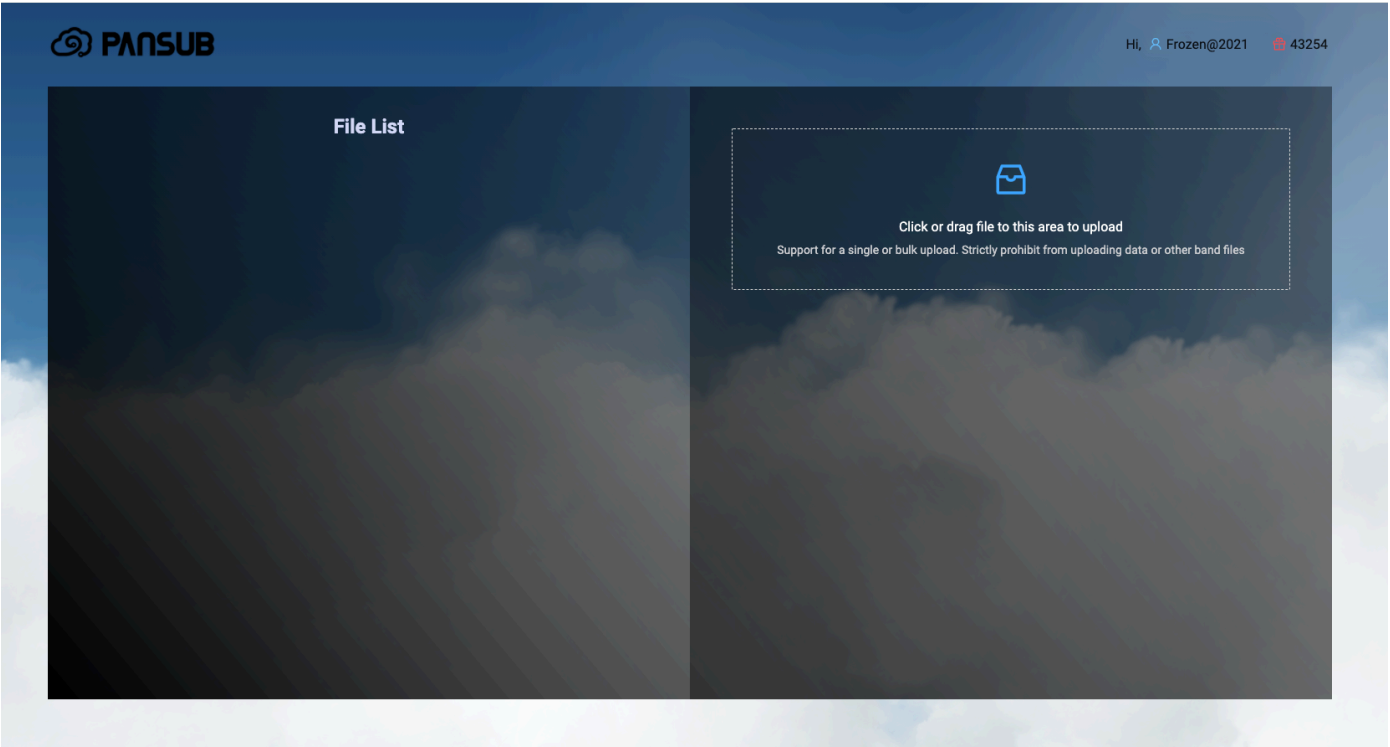 PANSUB
Hi, Frozen@2021 43254
File List
Click or drag file to this area to upload
Support for a single or bulk upload. Strictly prohibit from uploading data or other band files